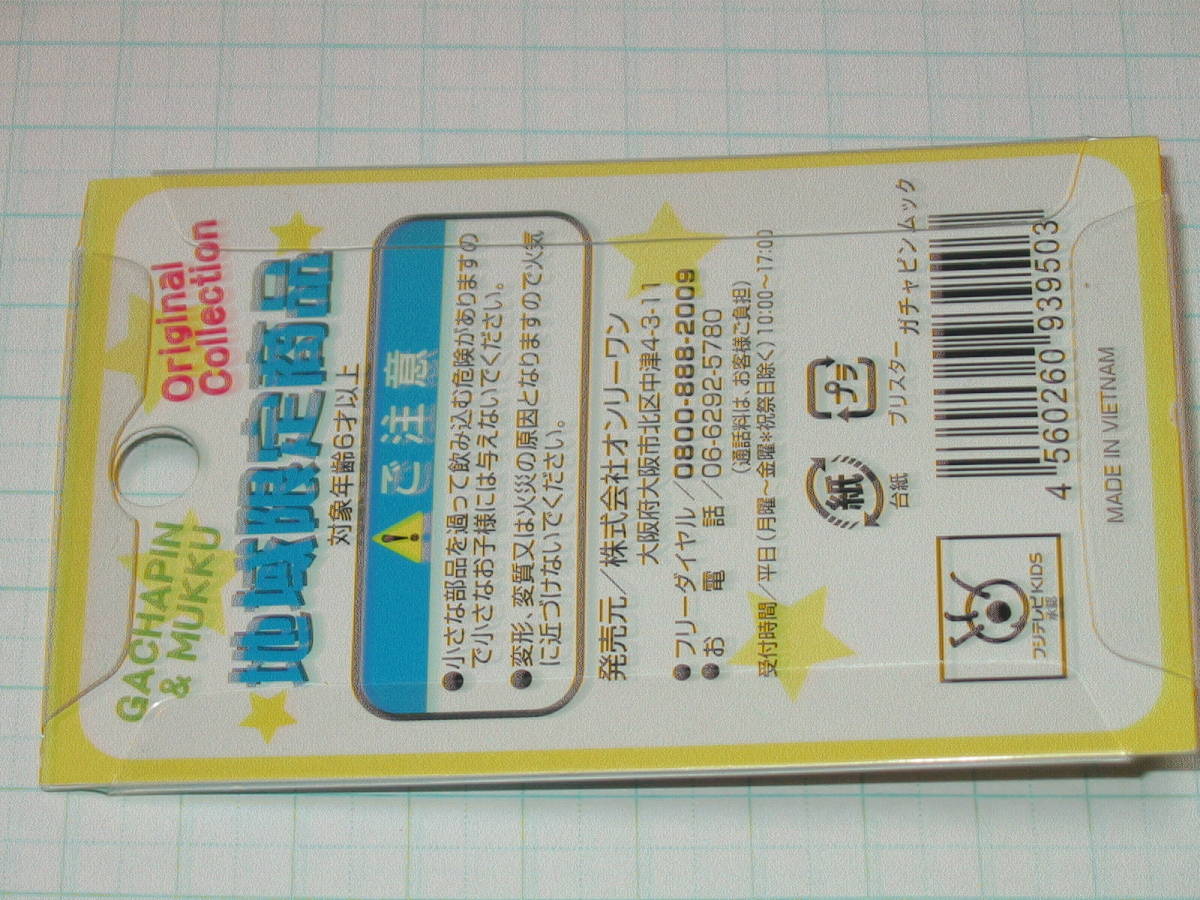 GACHAPIN
& MUKKU
Original
Collection
地域限定商品
対象年齢6才以上
ご注意
●小さな部品を過って飲み込む危険がありますの
で小さなお子様には与えないでください。
●変形、変質又は火災の原因となりますので火気
に近づけないでください。
発売元／株式会社オンリーワン
大阪府大阪市北区中津4-3-11
●フリーダイヤル／0800-888-2009
●お電話／06-6292-5780
（通話料は、お客様ご負担）
受付時間／平日（月曜～金曜＊祝祭日除く）10:00～17:00
紙
台紙
プラ
ブリスター
ガチャピンムック
4 560260 939503
フジテレビKIDS
承認
MADE IN VIETNAM